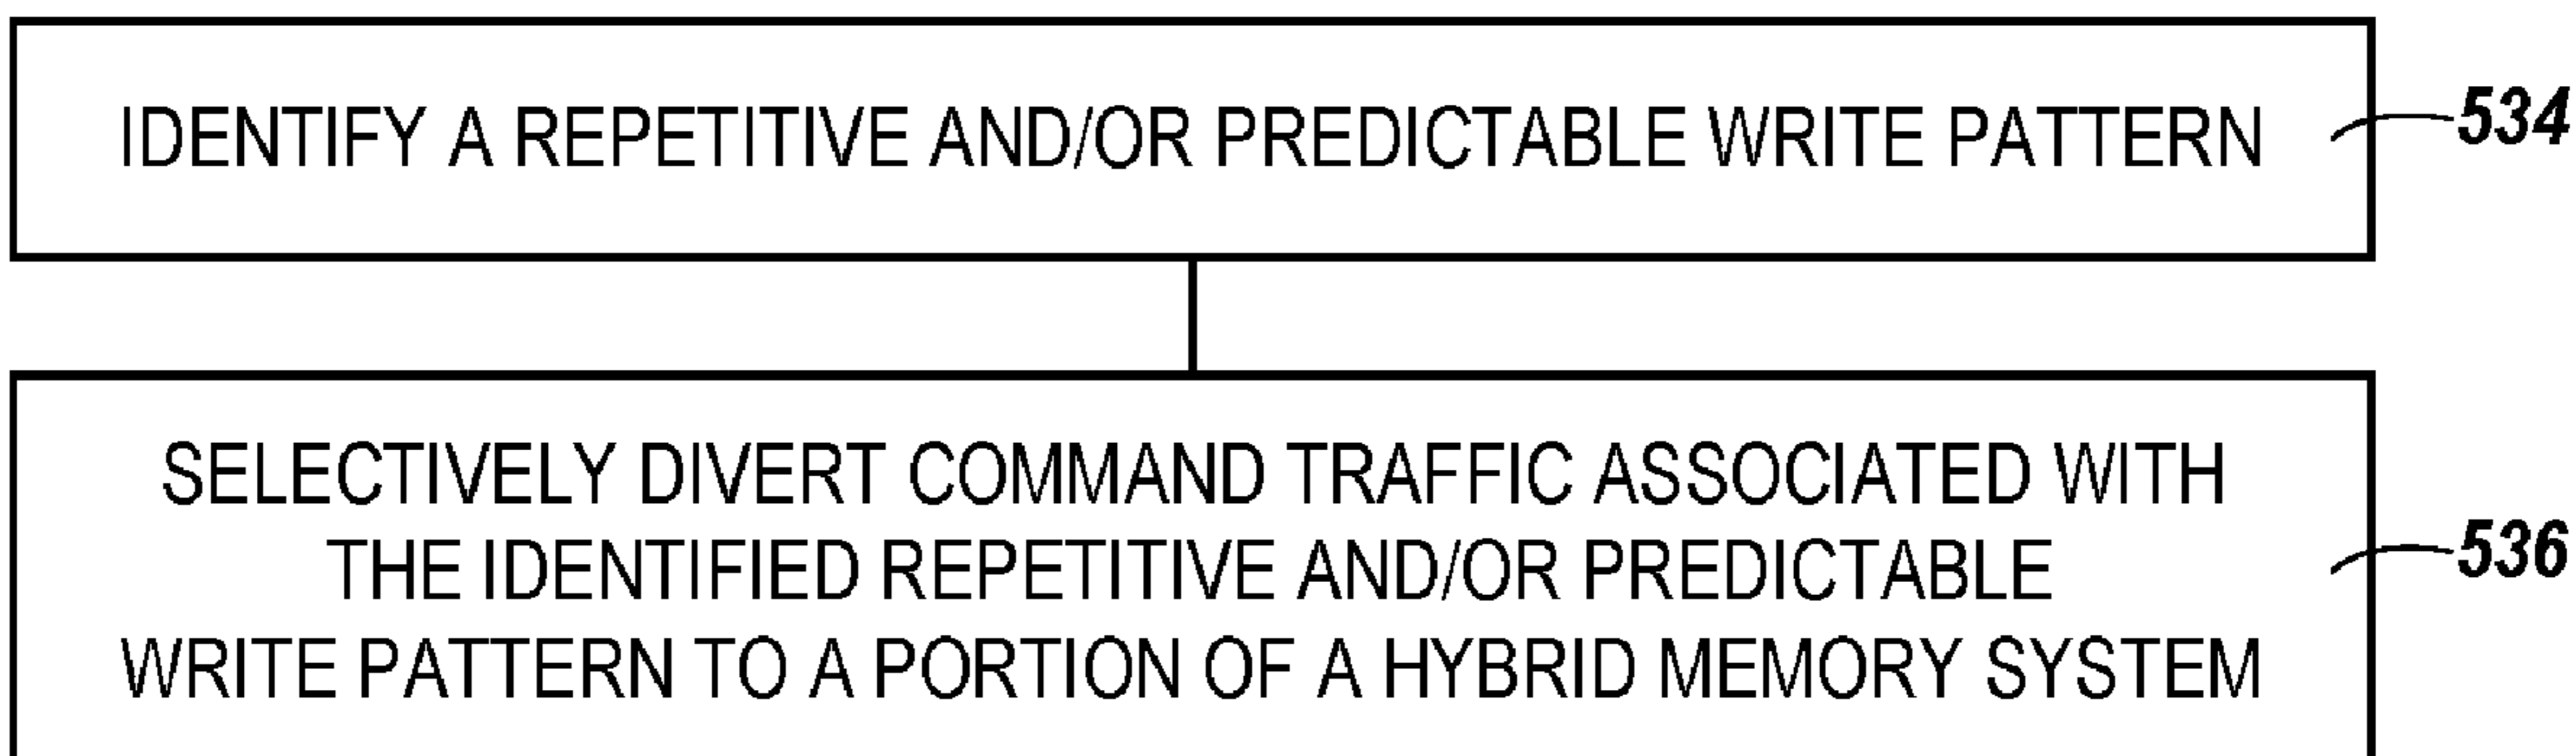 IDENTIFY A REPETITIVE AND/OR PREDICTABLE WRITE PATTERN
534
SELECTIVELY DIVERT COMMAND TRAFFIC ASSOCIATED WITH
THE IDENTIFIED REPETITIVE AND/OR PREDICTABLE
536
WRITE PATTERN TO A PORTION OF A HYBRID MEMORY SYSTEM